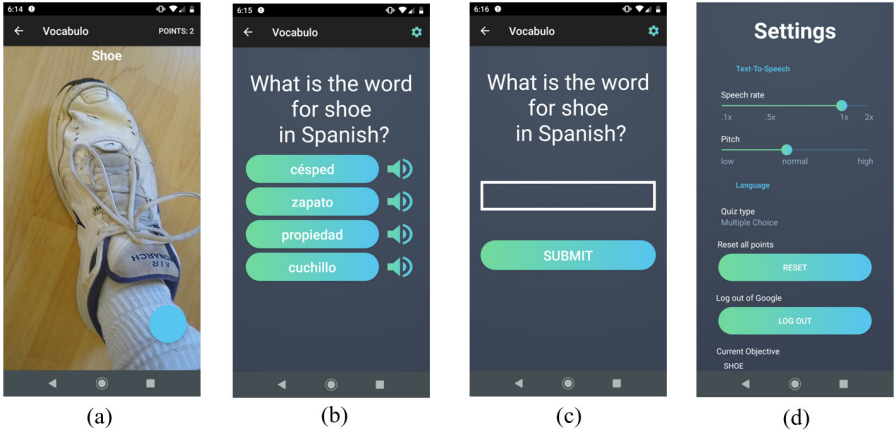 6:14
Vocabulo POINTS: 2
Shoe
AIR
MONARCH
(a)
6:15
Vocabulo
What is the word
for shoe
in Spanish?
césped
zapato
propiedad
cuchillo
(b)
6:16
Vocabulo
What is the word
for shoe
in Spanish?
SUBMIT
(c)
Settings
Text-To-Speech
Speech rate
.1x .5x 1x 2x
Pitch
low normal high
Language
Quiz type
Multiple Choice
Reset all points
RESET
Log out of Google
LOG OUT
Current Objective
SHOE
(d)